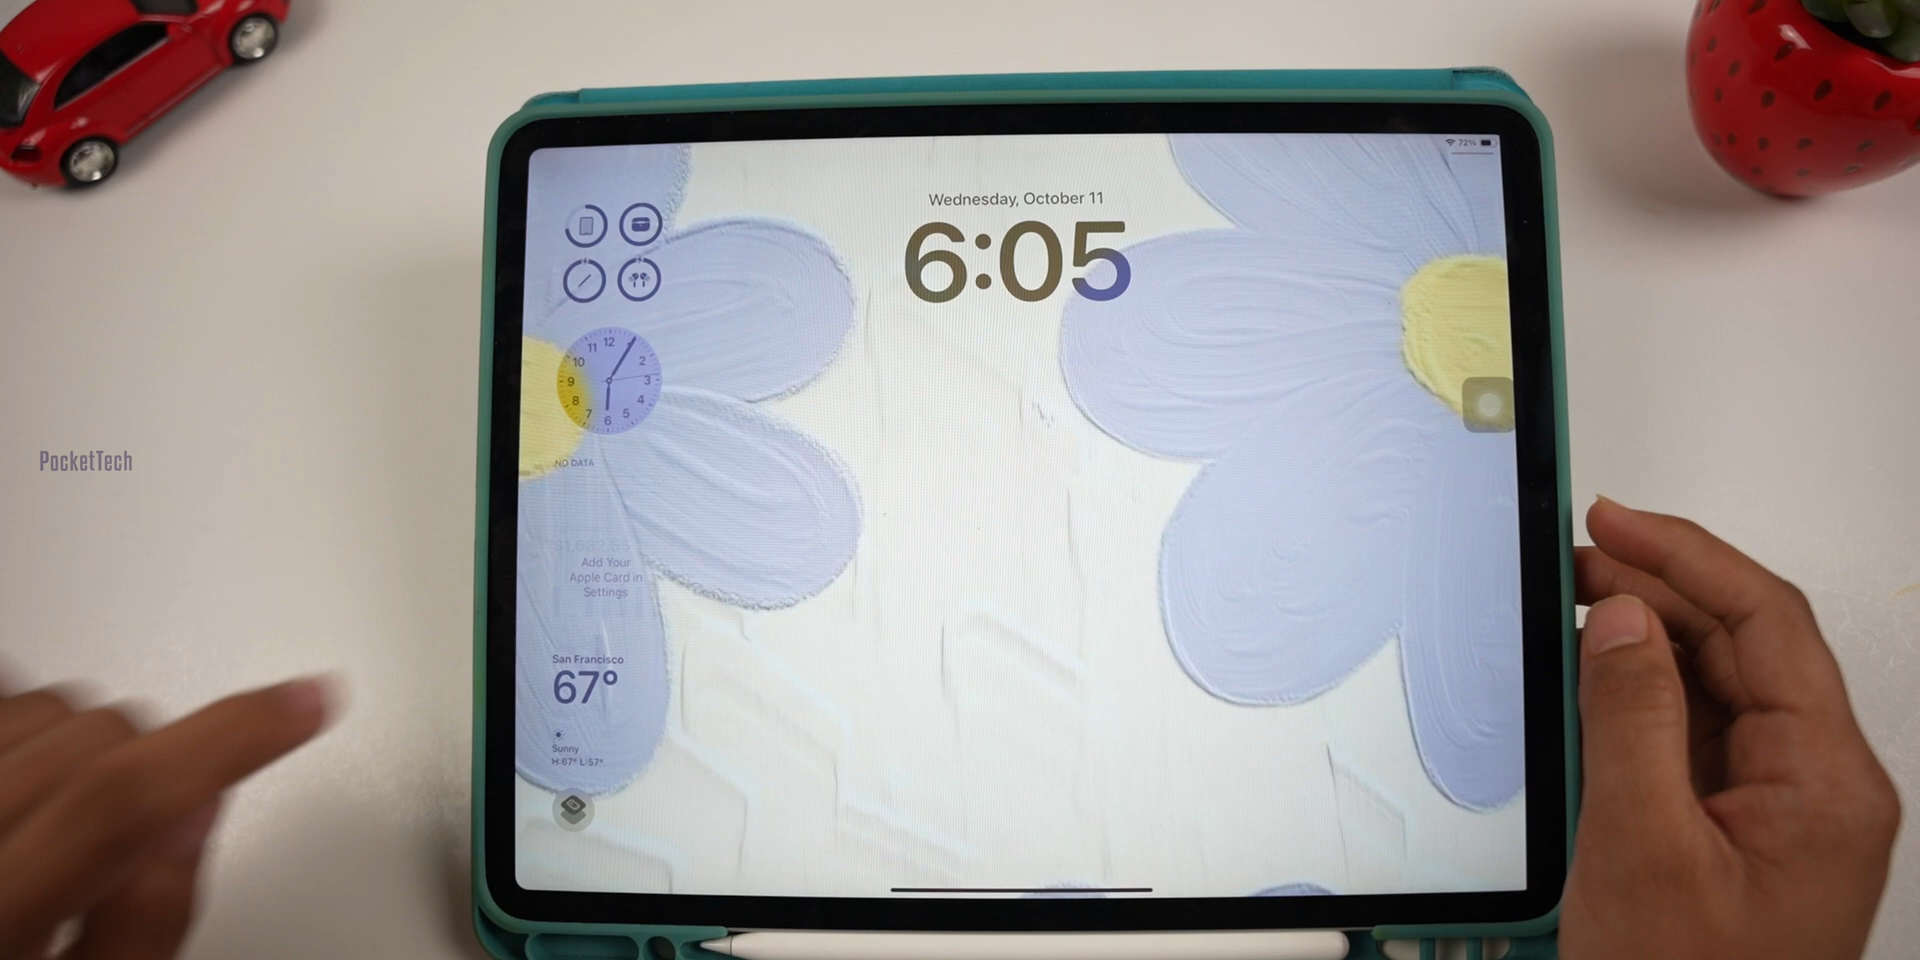 72%
Wednesday, October 11
6:05
12
11
10
2
9
3
8
4
7
5
6
PocketTech
NO DATA
Add Your
Apple Card in
Settings
San Francisco
67°
Sunny
H:67° L:57°